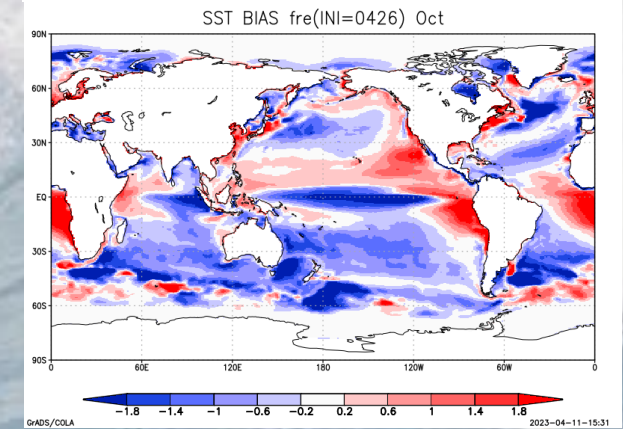 SST BIAS fre(INI=0426) Oct
90N
60N
30N
EQ
30S
60S
90S
0 60E 120E 180 120W 60W 0
-1.8 -1.4 -1 -0.6 -0.2 0.2 0.6 1 1.4 1.8
GrADS/COLA 2023-04-11-15:31